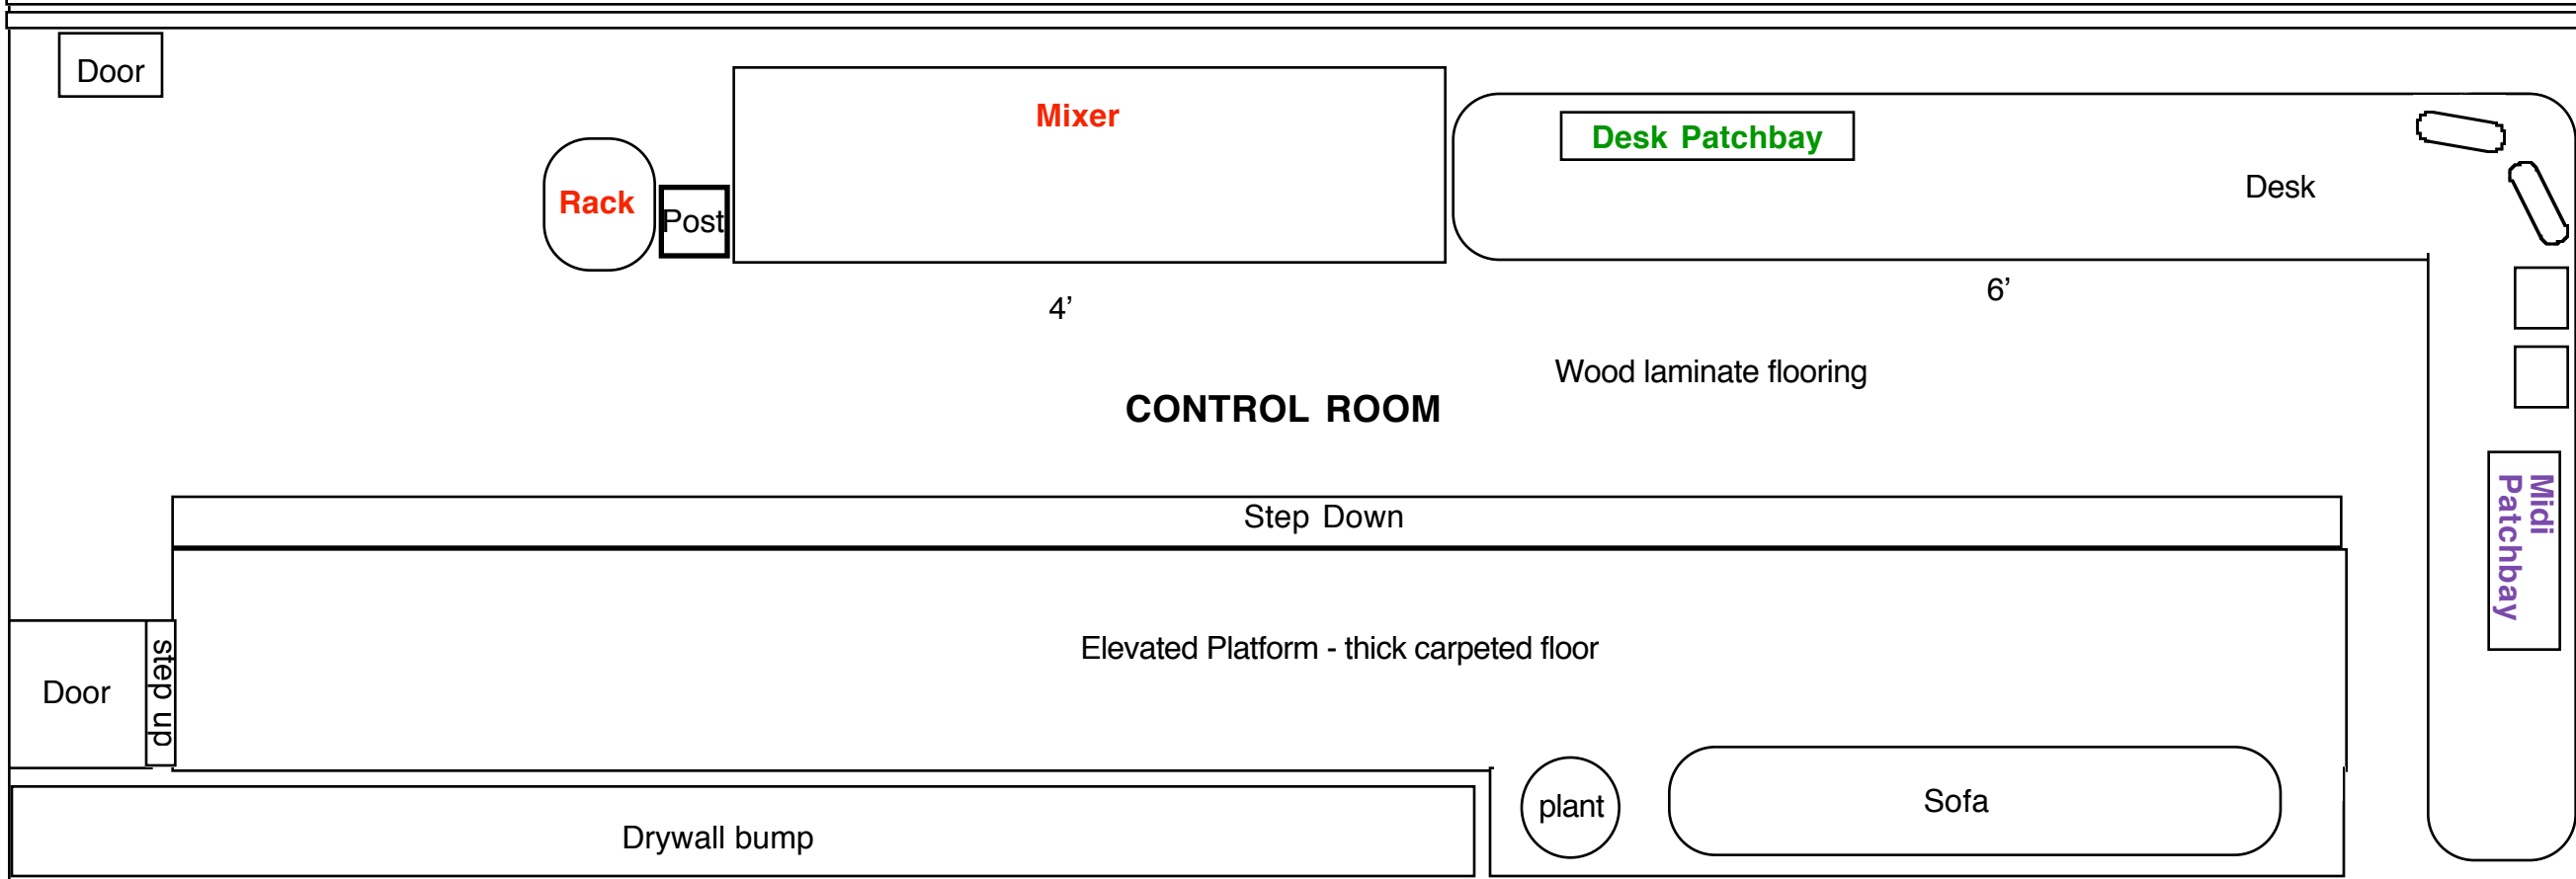 Door
Mixer
Desk Patchbay
Desk
Rack
Post
4’
6’
Wood laminate flooring
CONTROL ROOM
Midi
Patchbay
Step Down
Elevated Platform - thick carpeted floor
Door
step up
plant
Sofa
Drywall bump